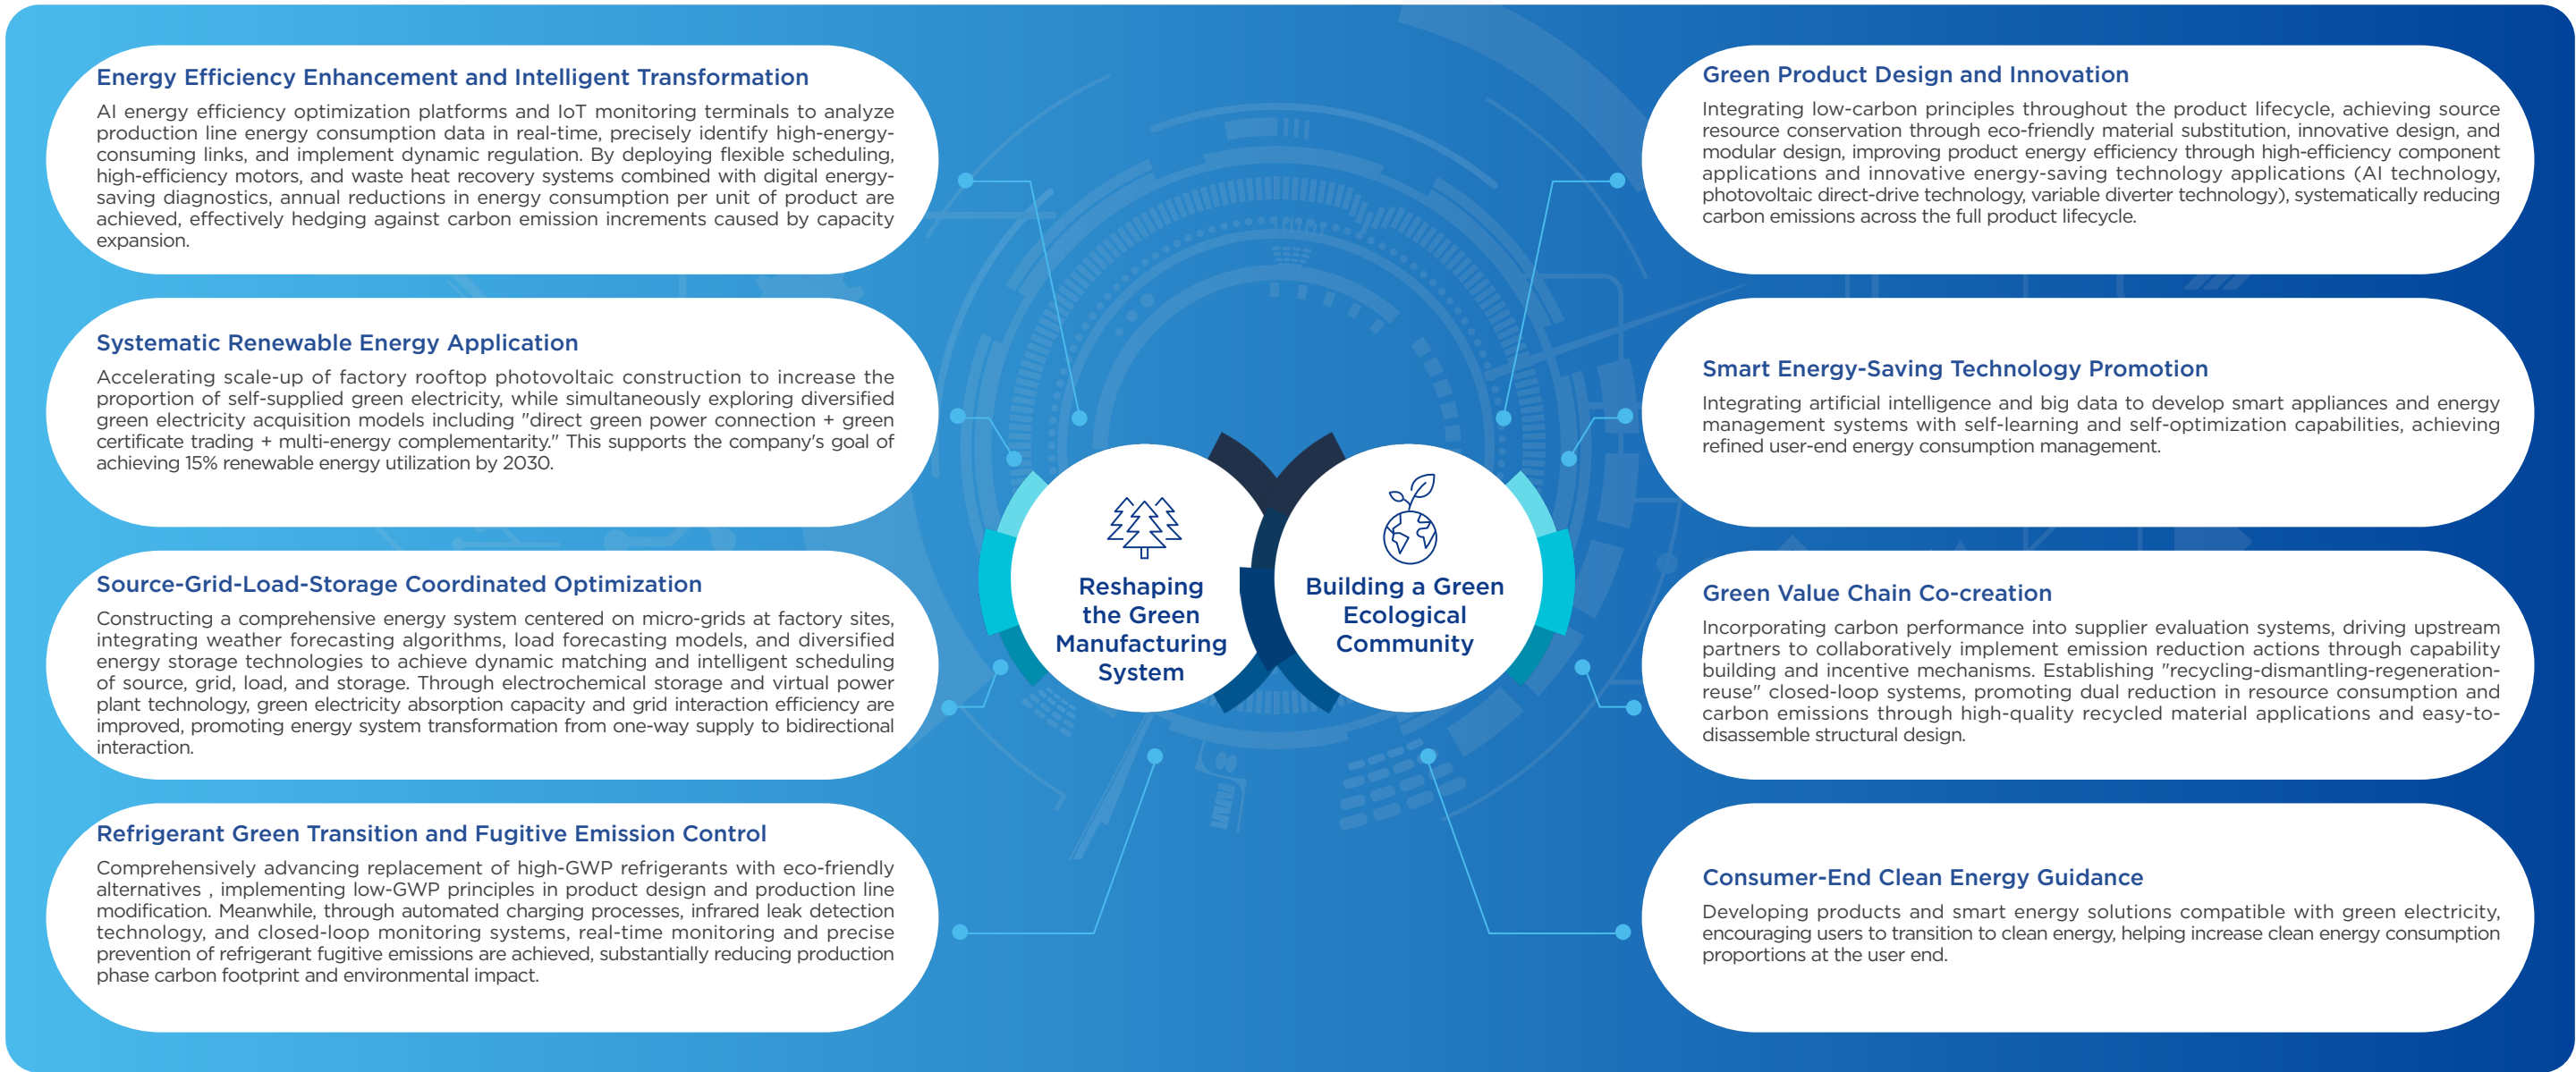 Energy Efficiency Enhancement and Intelligent Transformation
AI energy efficiency optimization platforms and IoT monitoring terminals to analyze
production line energy consumption data in real-time, precisely identify high-energy-
consuming links, and implement dynamic regulation. By deploying flexible scheduling,
high-efficiency motors, and waste heat recovery systems combined with digital energy-
saving diagnostics, annual reductions in energy consumption per unit of product are
achieved, effectively hedging against carbon emission increments caused by capacity
expansion.
Systematic Renewable Energy Application
Accelerating scale-up of factory rooftop photovoltaic construction to increase the
proportion of self-supplied green electricity, while simultaneously exploring diversified
green electricity acquisition models including "direct green power connection + green
certificate trading + multi-energy complementarity." This supports the company's goal of
achieving 15% renewable energy utilization by 2030.
Source-Grid-Load-Storage Coordinated Optimization
Constructing a comprehensive energy system centered on micro-grids at factory sites,
integrating weather forecasting algorithms, load forecasting models, and diversified
energy storage technologies to achieve dynamic matching and intelligent scheduling
of source, grid, load, and storage. Through electrochemical storage and virtual power
plant technology, green electricity absorption capacity and grid interaction efficiency are
improved, promoting energy system transformation from one-way supply to bidirectional
interaction.
Refrigerant Green Transition and Fugitive Emission Control
Comprehensively advancing replacement of high-GWP refrigerants with eco-friendly
alternatives , implementing low-GWP principles in product design and production line
modification. Meanwhile, through automated charging processes, infrared leak detection
technology, and closed-loop monitoring systems, real-time monitoring and precise
prevention of refrigerant fugitive emissions are achieved, substantially reducing production
phase carbon footprint and environmental impact.
Reshaping
the Green
Manufacturing
System
Building a Green
Ecological
Community
Green Product Design and Innovation
Integrating low-carbon principles throughout the product lifecycle, achieving source
resource conservation through eco-friendly material substitution, innovative design, and
modular design, improving product energy efficiency through high-efficiency component
applications and innovative energy-saving technology applications (AI technology,
photovoltaic direct-drive technology, variable diverter technology), systematically reducing
carbon emissions across the full product lifecycle.
Smart Energy-Saving Technology Promotion
Integrating artificial intelligence and big data to develop smart appliances and energy
management systems with self-learning and self-optimization capabilities, achieving
refined user-end energy consumption management.
Green Value Chain Co-creation
Incorporating carbon performance into supplier evaluation systems, driving upstream
partners to collaboratively implement emission reduction actions through capability
building and incentive mechanisms. Establishing "recycling-dismantling-regeneration-
reuse" closed-loop systems, promoting dual reduction in resource consumption and
carbon emissions through high-quality recycled material applications and easy-to-
disassemble structural design.
Consumer-End Clean Energy Guidance
Developing products and smart energy solutions compatible with green electricity,
encouraging users to transition to clean energy, helping increase clean energy consumption
proportions at the user end.